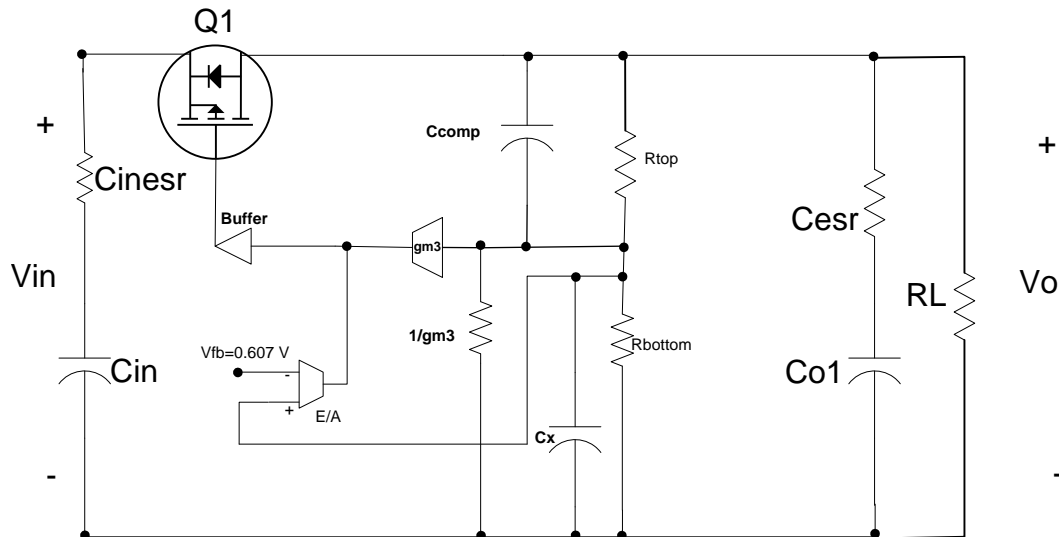 Q1
+
Ccomp
Rtop
+
Cinesr
Cesr
Buffer
gm3
Vin
RL
Vo
1/gm3
Rbottom
Vfb=0.607 V
Cin
Co1
-
+
E/A
Cx
-
-